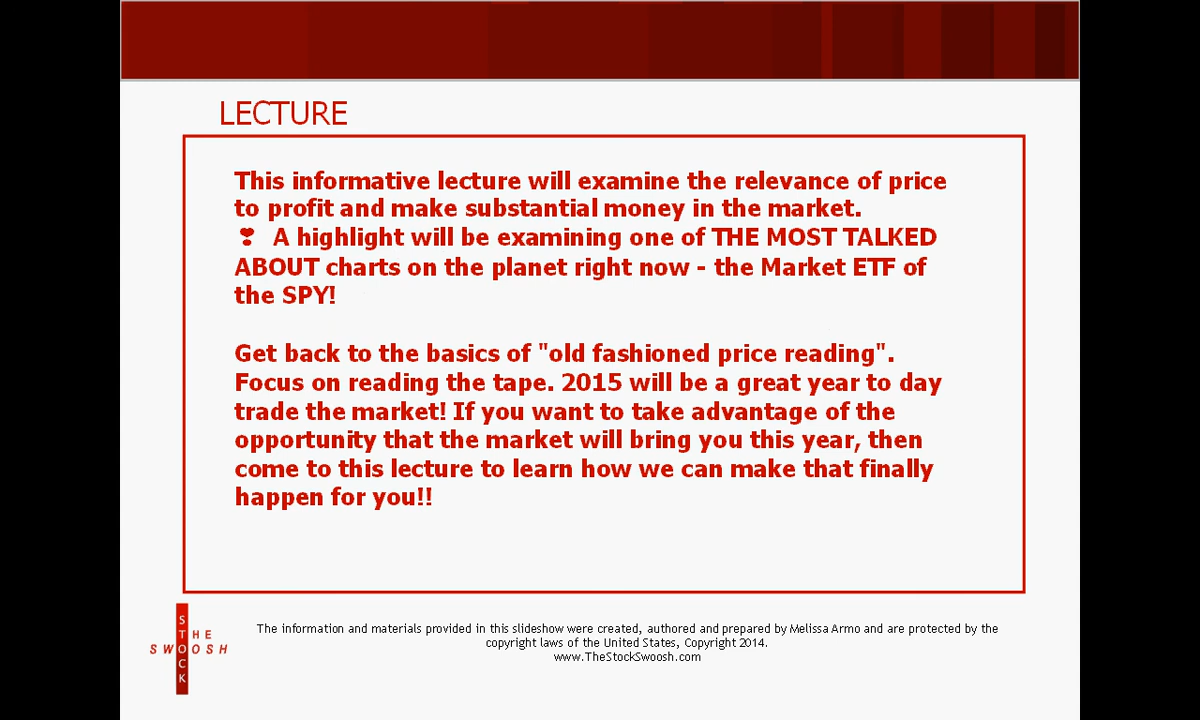 LECTURE
This informative lecture will examine the relevance of price
to profit and make substantial money in the market.
❣ A highlight will be examining one of THE MOST TALKED
ABOUT charts on the planet right now - the Market ETF of
the SPY!
Get back to the basics of "old fashioned price reading".
Focus on reading the tape. 2015 will be a great year to day
trade the market! If you want to take advantage of the
opportunity that the market will bring you this year, then
come to this lecture to learn how we can make that finally
happen for you!!
THE
STOCK
SWOOSH
The information and materials provided in this slideshow were created, authored and prepared by Melissa Armo and are protected by the
copyright laws of the United States, Copyright 2014.
www.TheStockSwoosh.com